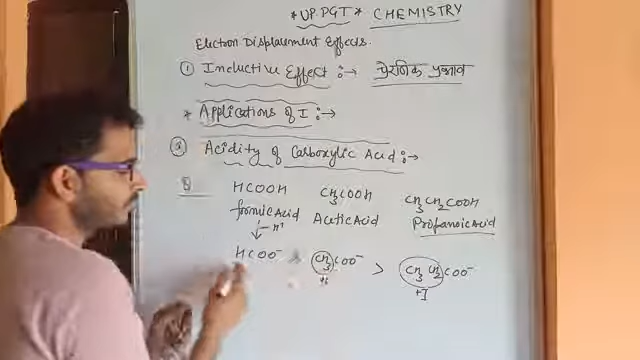 * UP. PGT * CHEMISTRY
Electron Displacement Effects.
① Inductive Effect :→ प्रेरणिक प्रभाव
* Applications of I :→
② Acidity of Carboxylic Acid :→
HCOOH CH₃COOH CH₃CH₂COOH
formic Acid Acetic Acid Propanoic Acid
↓ -H⁺
HCOO⁻ > CH₃COO⁻ > CH₃CH₂COO⁻
+I +I